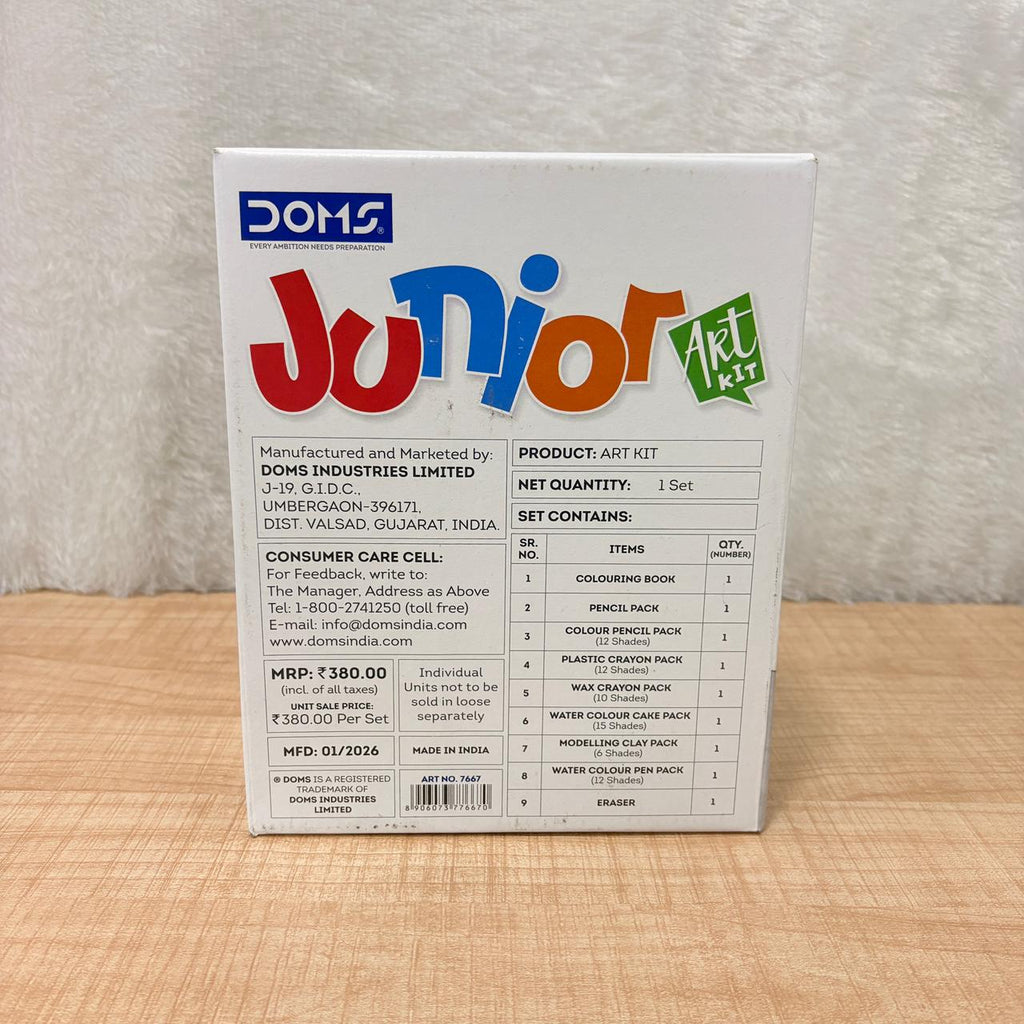 DOMS®
EVERY AMBITION NEEDS PREPARATION
Junior
Art
KIT
Manufactured and Marketed by:
DOMS INDUSTRIES LIMITED
J-19, G.I.D.C.,
UMBERGAON-396171,
DIST. VALSAD, GUJARAT, INDIA.
CONSUMER CARE CELL:
For Feedback, write to:
The Manager, Address as Above
Tel: 1-800-2741250 (toll free)
E-mail: info@domsindia.com
www.domsindia.com
MRP: ₹380.00
(incl. of all taxes)
UNIT SALE PRICE:
₹380.00 Per Set
Individual
Units not to be
sold in loose
separately
MFD: 01/2026
MADE IN INDIA
® DOMS IS A REGISTERED
TRADEMARK OF
DOMS INDUSTRIES
LIMITED
ART NO. 7667
8 906073 776670
PRODUCT: ART KIT
NET QUANTITY: 1 Set
SET CONTAINS:
SR. NO. ITEMS QTY. (NUMBER)
1 COLOURING BOOK 1
2 PENCIL PACK 1
3 COLOUR PENCIL PACK (12 Shades) 1
4 PLASTIC CRAYON PACK (12 Shades) 1
5 WAX CRAYON PACK (10 Shades) 1
6 WATER COLOUR CAKE PACK (15 Shades) 1
7 MODELLING CLAY PACK (6 Shades) 1
8 WATER COLOUR PEN PACK (12 Shades) 1
9 ERASER 1